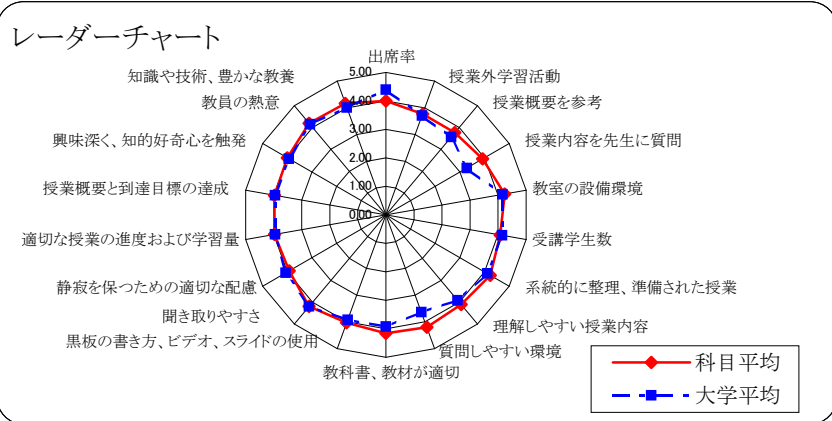 レーダーチャート
出席率
授業外学習活動
授業概要を参考
授業内容を先生に質問
教室の設備環境
受講学生数
系統的に整理、準備された授業
理解しやすい授業内容
質問しやすい環境
教科書、教材が適切
黒板の書き方、ビデオ、スライドの使用
聞き取りやすさ
静寂を保つための適切な配慮
適切な授業の進度および学習量
授業概要と到達目標の達成
興味深く、知的好奇心を触発
教員の熱意
知識や技術、豊かな教養
5.00
4.00
3.00
2.00
1.00
0.00
科目平均
大学平均